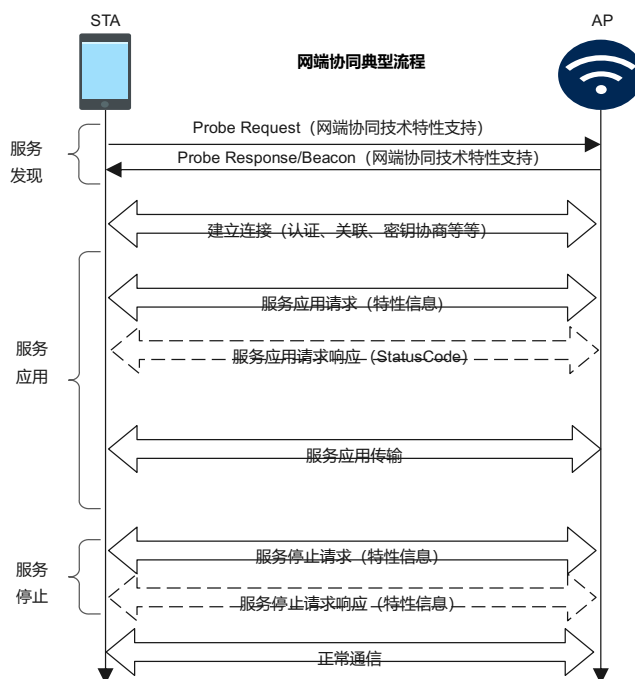 STA
AP
网端协同典型流程
Probe Request（网端协同技术特性支持）
服务
发现
Probe Response/Beacon（网端协同技术特性支持）
建立连接（认证、关联、密钥协商等等）
服务应用请求（特性信息）
服务
应用
服务应用请求响应（StatusCode）
服务应用传输
服务停止请求（特性信息）
服务
停止
服务停止请求响应（特性信息）
正常通信